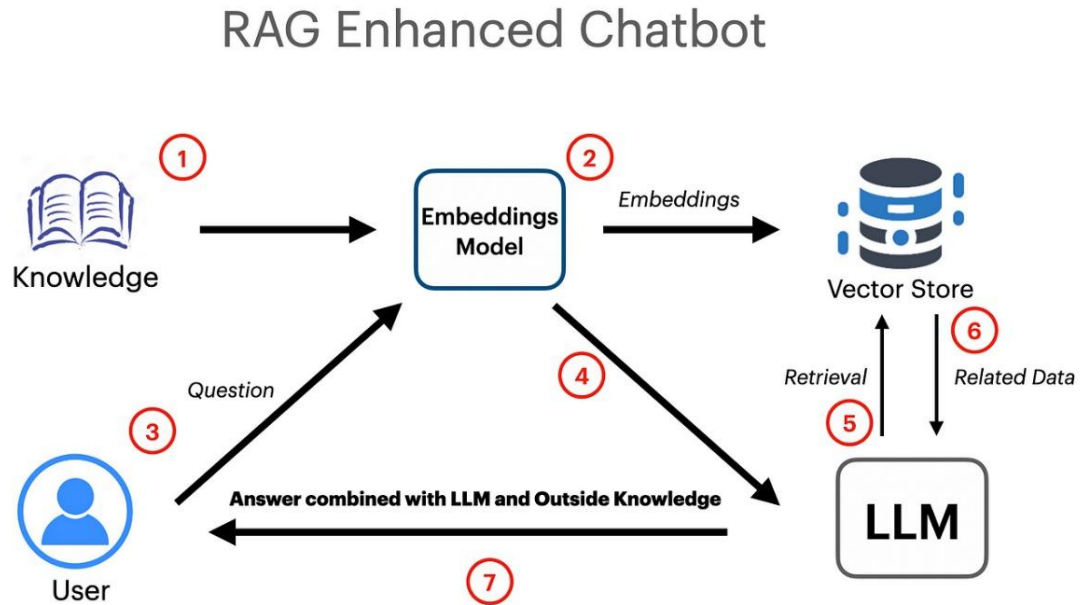 RAG Enhanced Chatbot
1
2
Embeddings
Model
Embeddings
Knowledge
Vector Store
6
4
Retrieval
Related Data
Question
5
3
Answer combined with LLM and Outside Knowledge
LLM
7
User